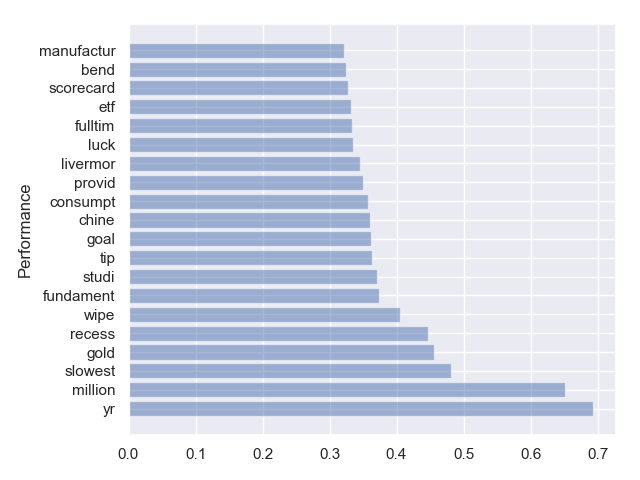 manufactur
bend
scorecard
etf
fulltim
luck
livermor
provid
consumpt
chine
goal
tip
studi
fundament
wipe
recess
gold
slowest
million
yr
Performance
0.0 0.1 0.2 0.3 0.4 0.5 0.6 0.7